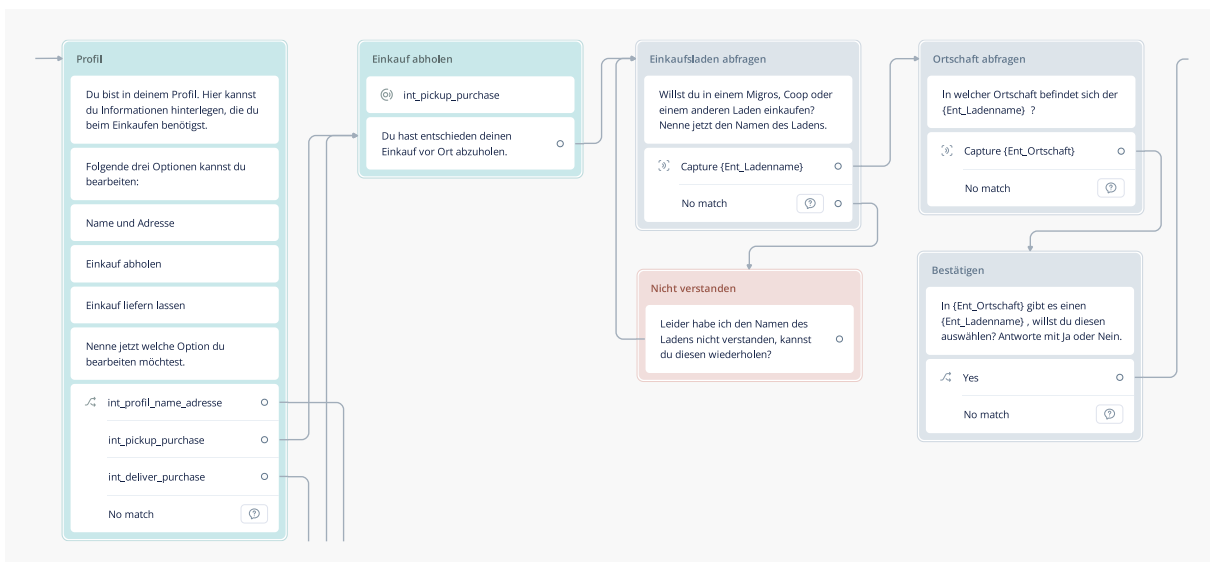 Profil
Du bist in deinem Profil. Hier kannst
du Informationen hinterlegen, die du
beim Einkaufen benötigst.
Folgende drei Optionen kannst du
bearbeiten:
Name und Adresse
Einkauf abholen
Einkauf liefern lassen
Nenne jetzt welche Option du
bearbeiten möchtest.
int_profil_name_adresse
int_pickup_purchase
int_deliver_purchase
No match
Einkauf abholen
int_pickup_purchase
Du hast entschieden deinen
Einkauf vor Ort abzuholen.
Einkaufsladen abfragen
Willst du in einem Migros, Coop oder
einem anderen Laden einkaufen?
Nenne jetzt den Namen des Ladens.
Capture {Ent_Ladenname}
No match
Nicht verstanden
Leider habe ich den Namen des
Ladens nicht verstanden, kannst
du diesen wiederholen?
Ortschaft abfragen
In welcher Ortschaft befindet sich der
{Ent_Ladenname} ?
Capture {Ent_Ortschaft}
No match
Bestätigen
In {Ent_Ortschaft} gibt es einen
{Ent_Ladenname} , willst du diesen
auswählen? Antworte mit Ja oder Nein.
Yes
No match